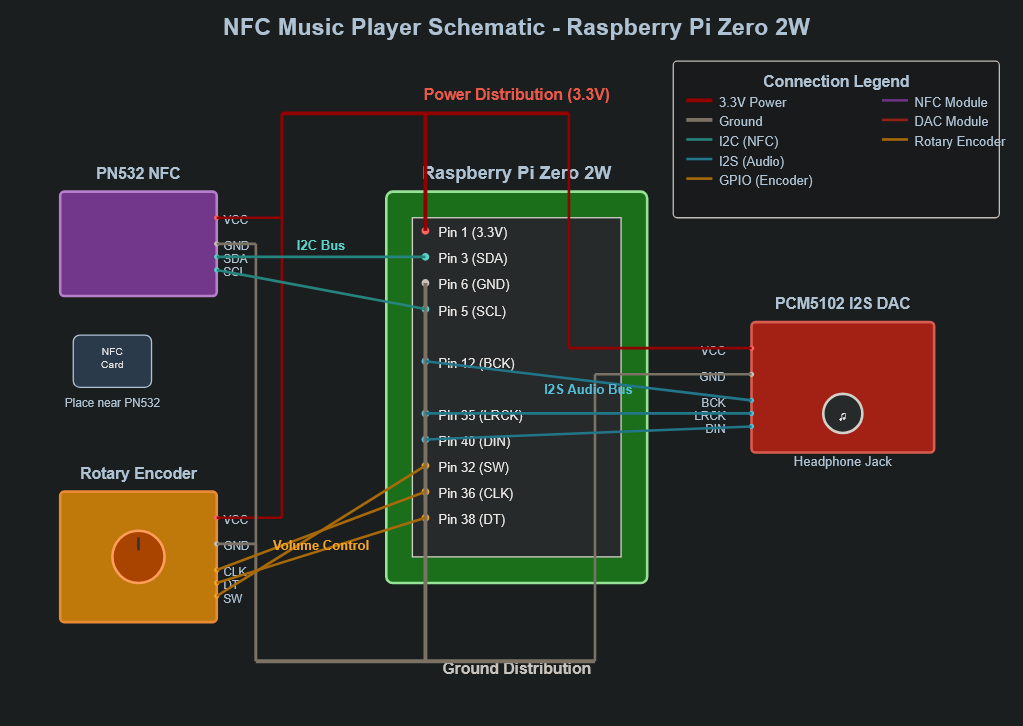 NFC Music Player Schematic - Raspberry Pi Zero 2W
Connection Legend
3.3V Power
Ground
I2C (NFC)
I2S (Audio)
GPIO (Encoder)
NFC Module
DAC Module
Rotary Encoder
Power Distribution (3.3V)
PN532 NFC
VCC
GND
SDA
SCL
I2C Bus
NFC
Card
Place near PN532
Raspberry Pi Zero 2W
Pin 1 (3.3V)
Pin 3 (SDA)
Pin 6 (GND)
Pin 5 (SCL)
Pin 12 (BCK)
Pin 35 (LRCK)
Pin 40 (DIN)
Pin 32 (SW)
Pin 36 (CLK)
Pin 38 (DT)
I2S Audio Bus
PCM5102 I2S DAC
VCC
GND
BCK
LRCK
DIN
Headphone Jack
Rotary Encoder
VCC
GND
CLK
DT
SW
Volume Control
Ground Distribution